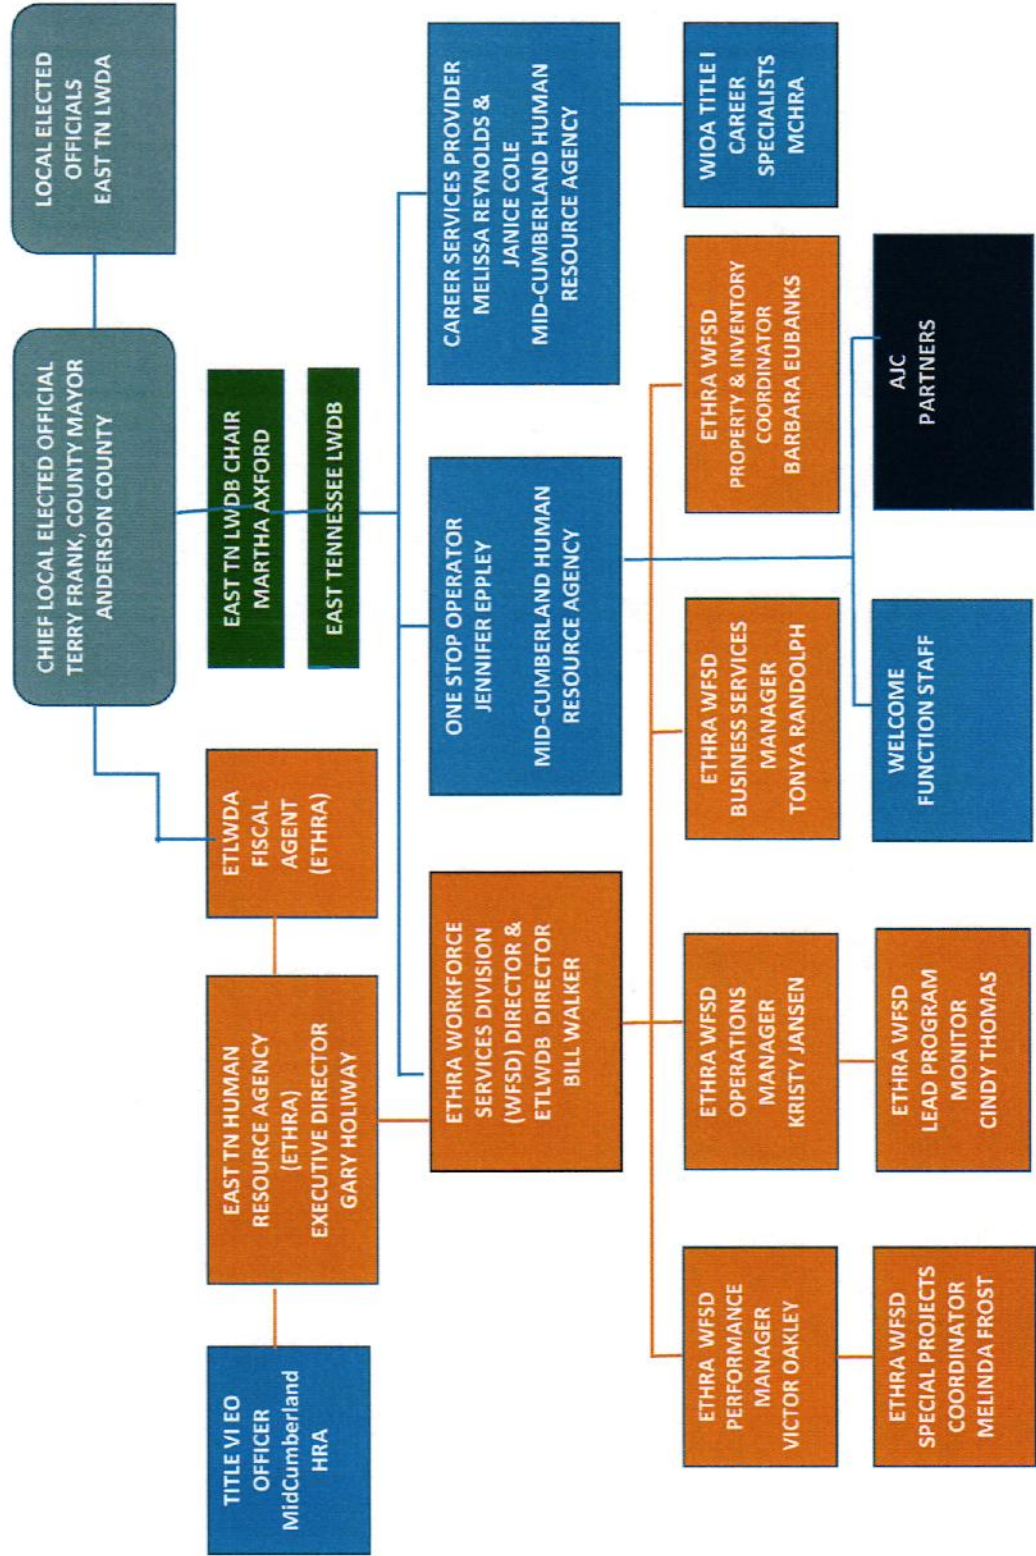 CHIEF LOCAL ELECTED OFFICIAL
TERRY FRANK, COUNTY MAYOR
ANDERSON COUNTY
LOCAL ELECTED
OFFICIALS
EAST TN LWDA
TITLE VI EO
OFFICER
MidCumberland
HRA
EAST TN HUMAN
RESOURCE AGENCY
(ETHRA)
EXECUTIVE DIRECTOR
GARY HOLIWAY
ETLWDA
FISCAL
AGENT
(ETHRA)
EAST TN LWDB CHAIR
MARTHA AXFORD
EAST TENNESSEE LWDB
ETHRA WORKFORCE
SERVICES DIVISION
(WFSD) DIRECTOR &
ETLWDB DIRECTOR
BILL WALKER
ONE STOP OPERATOR
JENNIFER EPPLEY
MID-CUMBERLAND HUMAN
RESOURCE AGENCY
CAREER SERVICES PROVIDER
MELISSA REYNOLDS &
JANICE COLE
MID-CUMBERLAND HUMAN
RESOURCE AGENCY
ETHRA WFSD
PERFORMANCE
MANAGER
VICTOR OAKLEY
ETHRA WFSD
OPERATIONS
MANAGER
KRISTY JANSEN
ETHRA WFSD
BUSINESS SERVICES
MANAGER
TONYA RANDOLPH
ETHRA WFSD
PROPERTY & INVENTORY
COORDINATOR
BARBARA EUBANKS
WIOA TITLE I
CAREER
SPECIALISTS
MCHRA
ETHRA WFSD
SPECIAL PROJECTS
COORDINATOR
MELINDA FROST
ETHRA WFSD
LEAD PROGRAM
MONITOR
CINDY THOMAS
WELCOME
FUNCTION STAFF
AJC
PARTNERS